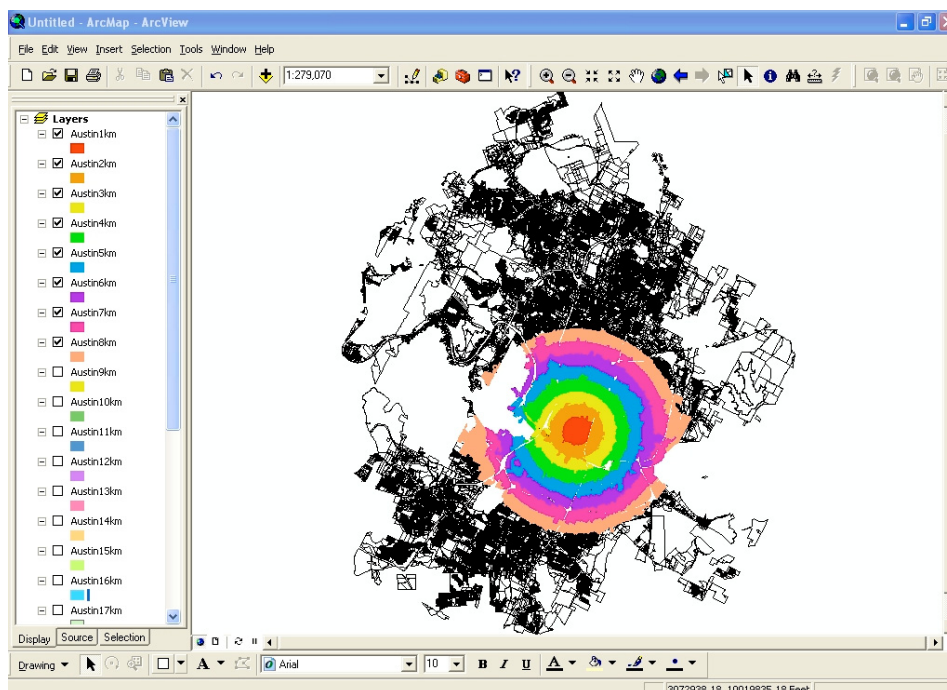 Untitled - ArcMap - ArcView
File Edit View Insert Selection Tools Window Help
1:279,070
Layers
Austin1km
Austin2km
Austin3km
Austin4km
Austin5km
Austin6km
Austin7km
Austin8km
Austin9km
Austin10km
Austin11km
Austin12km
Austin13km
Austin14km
Austin15km
Austin16km
Austin17km
Display Source Selection
Drawing A Arial 10 B I U A